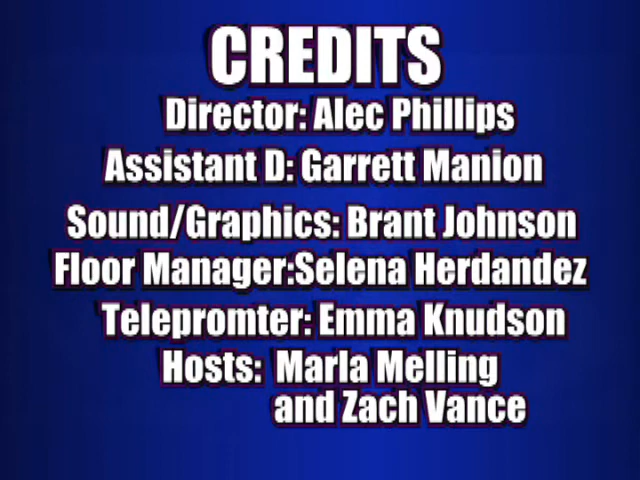 CREDITS
Director: Alec Phillips
Assistant D: Garrett Manion
Sound/Graphics: Brant Johnson
Floor Manager:Selena Herdandez
Telepromter: Emma Knudson
Hosts: Marla Melling
and Zach Vance